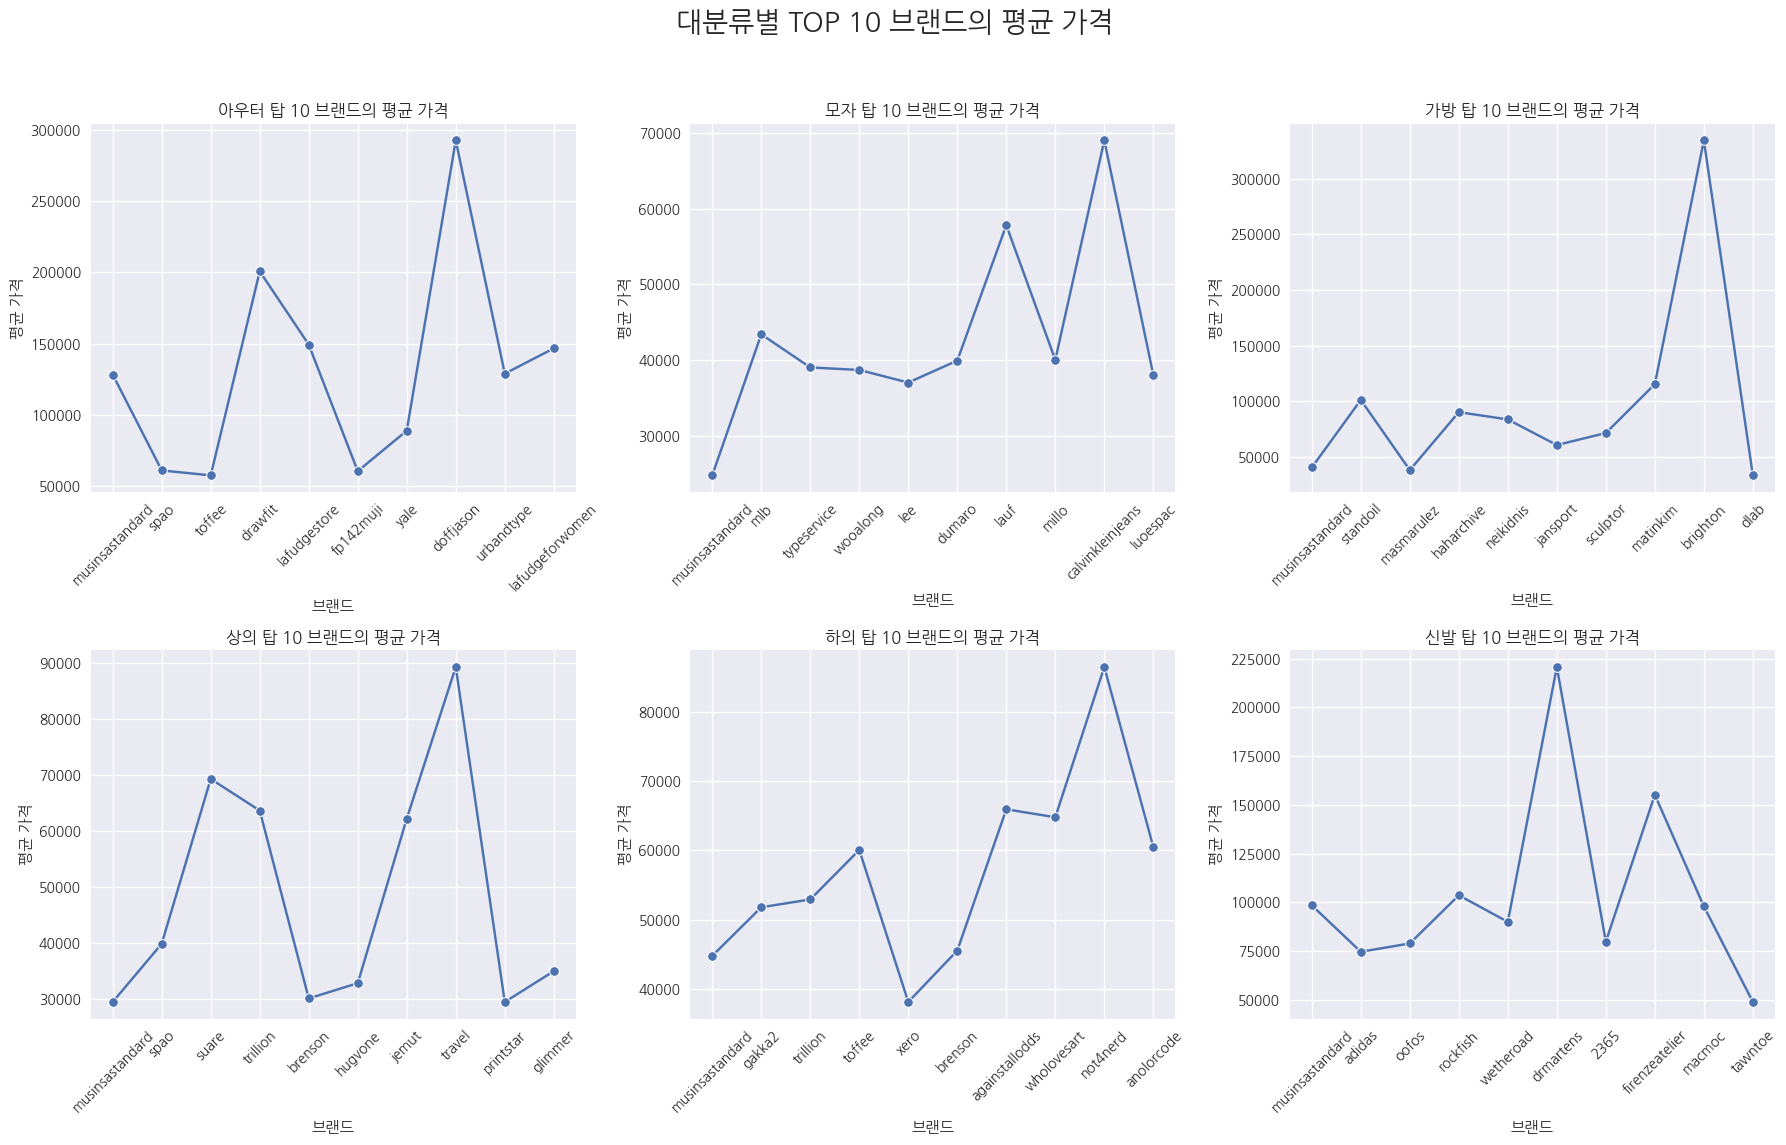 대분류별 TOP 10 브랜드의 평균 가격
아우터 탑 10 브랜드의 평균 가격
평균 가격
300000
250000
200000
150000
100000
50000
musinsastandard
spao
toffee
drawfit
lafudgestore
fp142muji
yale
doffjason
urbandtype
lafudgeforwomen
브랜드
모자 탑 10 브랜드의 평균 가격
평균 가격
70000
60000
50000
40000
30000
musinsastandard
mlb
typeservice
wooalong
lee
dumaro
lauf
millo
calvinkleinjeans
luoespac
브랜드
가방 탑 10 브랜드의 평균 가격
평균 가격
300000
250000
200000
150000
100000
50000
musinsastandard
standoil
masmarulez
haharchive
neikidnis
jansport
sculptor
matinkim
brighton
dlab
브랜드
상의 탑 10 브랜드의 평균 가격
평균 가격
90000
80000
70000
60000
50000
40000
30000
musinsastandard
spao
suare
trillion
brenson
hugvone
jemut
travel
printstar
glimmer
브랜드
하의 탑 10 브랜드의 평균 가격
평균 가격
80000
70000
60000
50000
40000
musinsastandard
gakka2
trillion
toffee
xero
brenson
againstallodds
wholovesart
not4nerd
anolorcode
브랜드
신발 탑 10 브랜드의 평균 가격
평균 가격
225000
200000
175000
150000
125000
100000
75000
50000
musinsastandard
adidas
oofos
rockfish
wetheroad
drmartens
2365
firenzeatelier
macmoc
tawntoe
브랜드